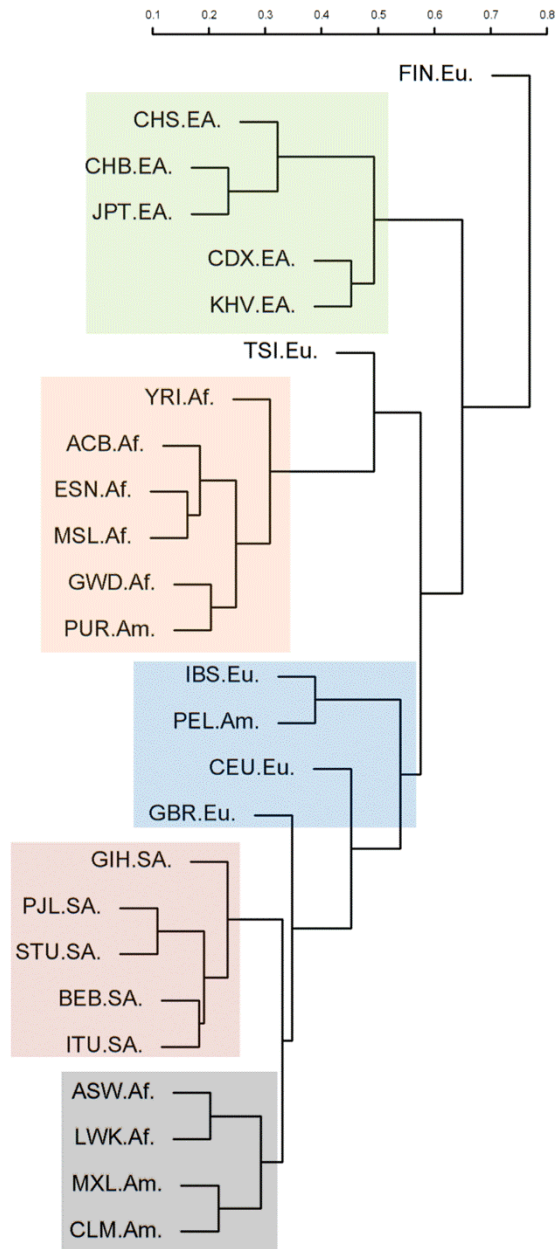 0.1 0.2 0.3 0.4 0.5 0.6 0.7 0.8
FIN.Eu.
CHS.EA.
CHB.EA.
JPT.EA.
CDX.EA.
KHV.EA.
TSI.Eu.
YRI.Af.
ACB.Af.
ESN.Af.
MSL.Af.
GWD.Af.
PUR.Am.
IBS.Eu.
PEL.Am.
CEU.Eu.
GBR.Eu.
GIH.SA.
PJL.SA.
STU.SA.
BEB.SA.
ITU.SA.
ASW.Af.
LWK.Af.
MXL.Am.
CLM.Am.